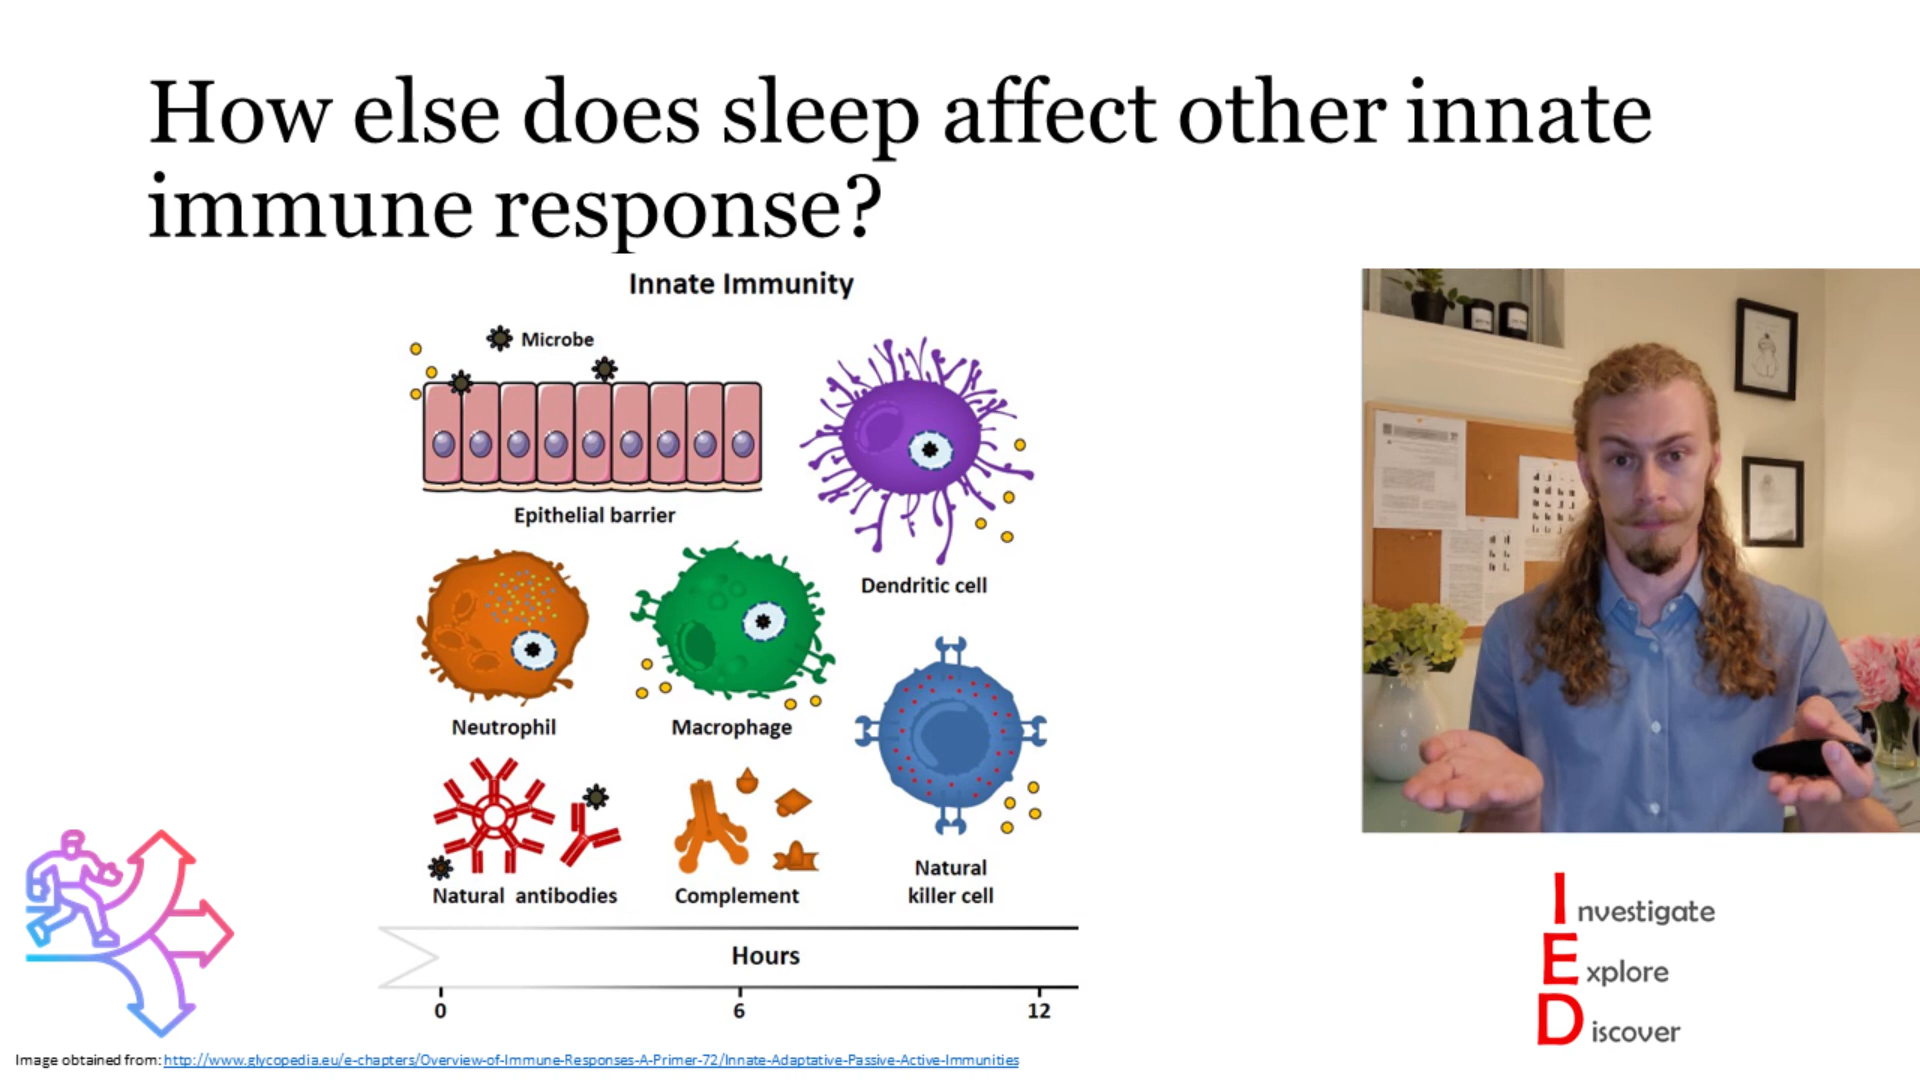 How else does sleep affect other innate
immune response?
Innate Immunity
Microbe
Epithelial barrier
Dendritic cell
Neutrophil
Macrophage
Natural antibodies
Complement
Natural
killer cell
Hours
0 6 12
Investigate
Explore
Discover
Image obtained from: http://www.glycopedia.eu/e-chapters/Overview-of-Immune-Responses-A-Primer-72/Innate-Adaptative-Passive-Active-Immunities